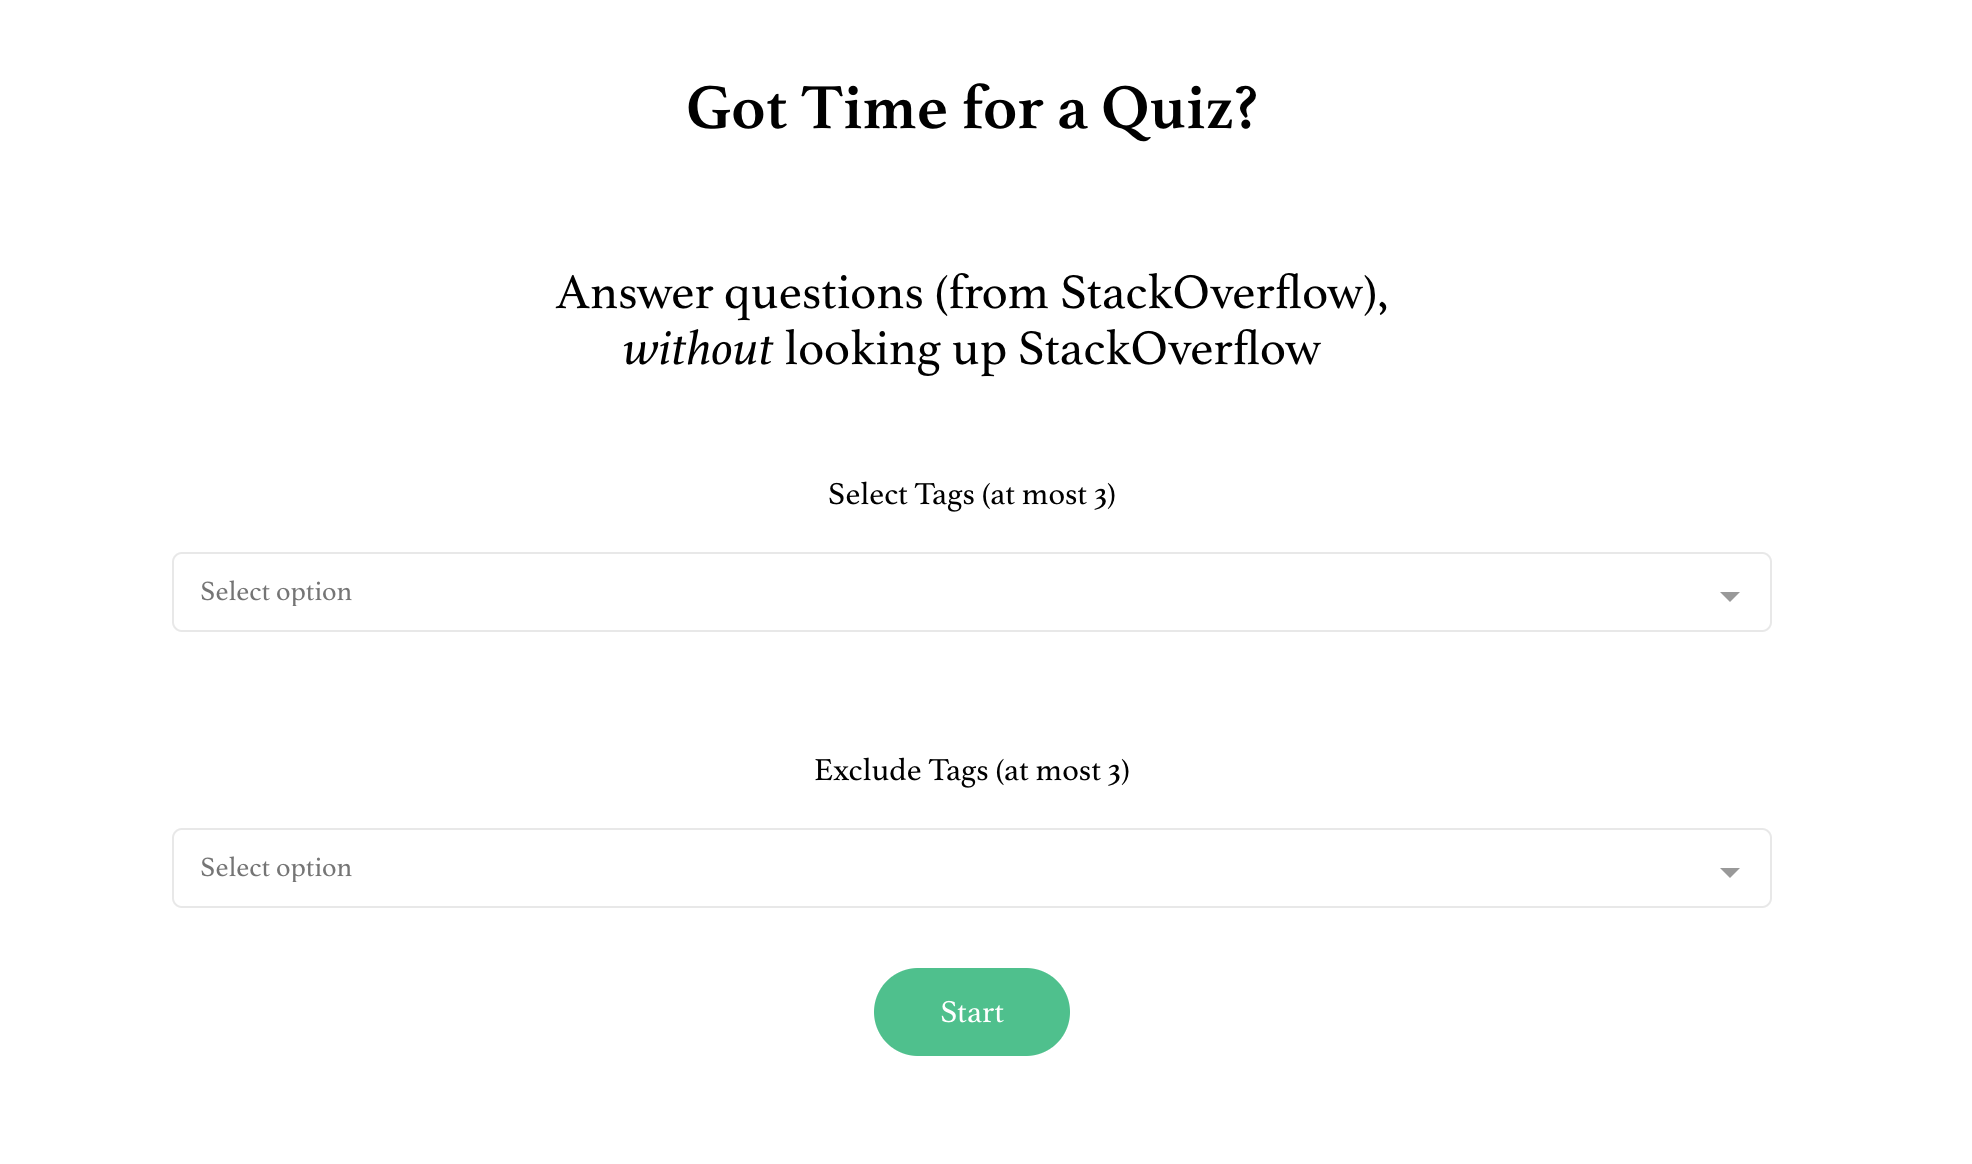 Got Time for a Quiz?
Answer questions (from StackOverflow),
without looking up StackOverflow
Select Tags (at most 3)
Select option
Exclude Tags (at most 3)
Select option
Start